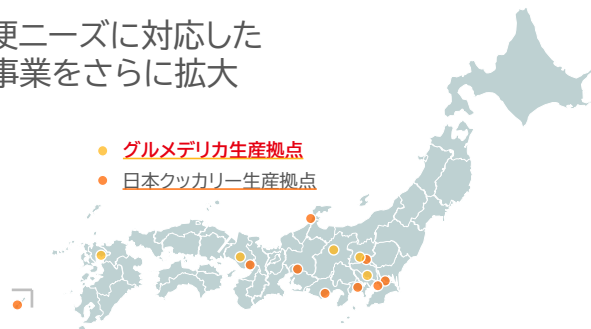 便ニーズに対応した
事業をさらに拡大
グルメデリカ生産拠点
日本クッカリー生産拠点